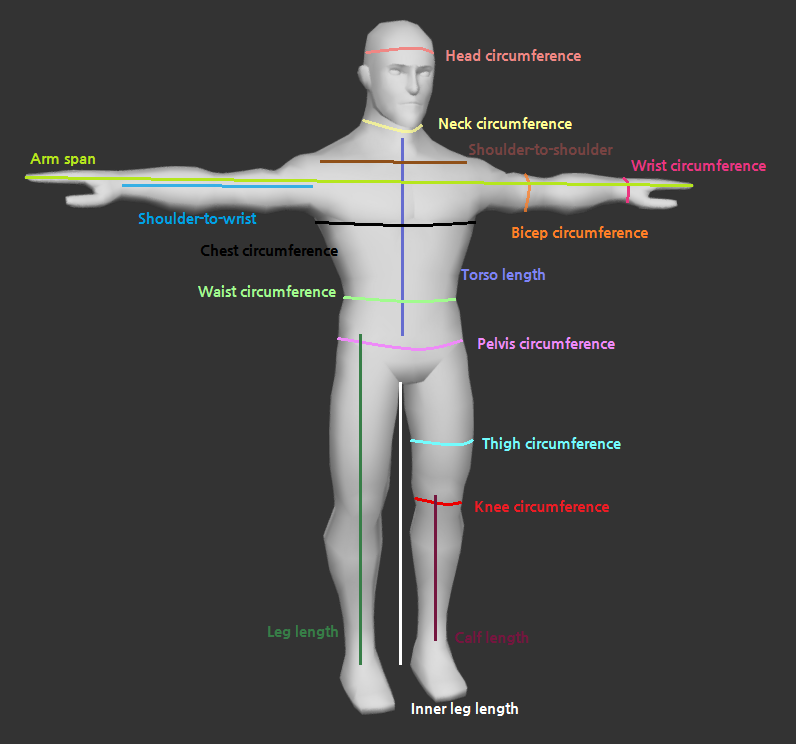 Head circumference
Neck circumference
Shoulder-to-shoulder
Arm span
Wrist circumference
Shoulder-to-wrist
Bicep circumference
Chest circumference
Torso length
Waist circumference
Pelvis circumference
Thigh circumference
Knee circumference
Leg length
Calf length
Inner leg length